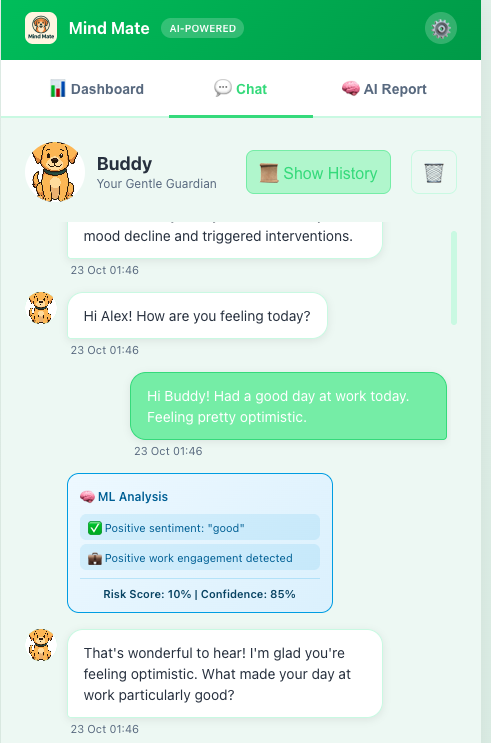 Mind Mate
Mind Mate
AI-POWERED
Dashboard
Chat
AI Report
Buddy
Your Gentle Guardian
Show History
mood decline and triggered interventions.
23 Oct 01:46
Hi Alex! How are you feeling today?
23 Oct 01:46
Hi Buddy! Had a good day at work today.
Feeling pretty optimistic.
23 Oct 01:46
ML Analysis
Positive sentiment: "good"
Positive work engagement detected
Risk Score: 10% | Confidence: 85%
That's wonderful to hear! I'm glad you're
feeling optimistic. What made your day at
work particularly good?
23 Oct 01:46